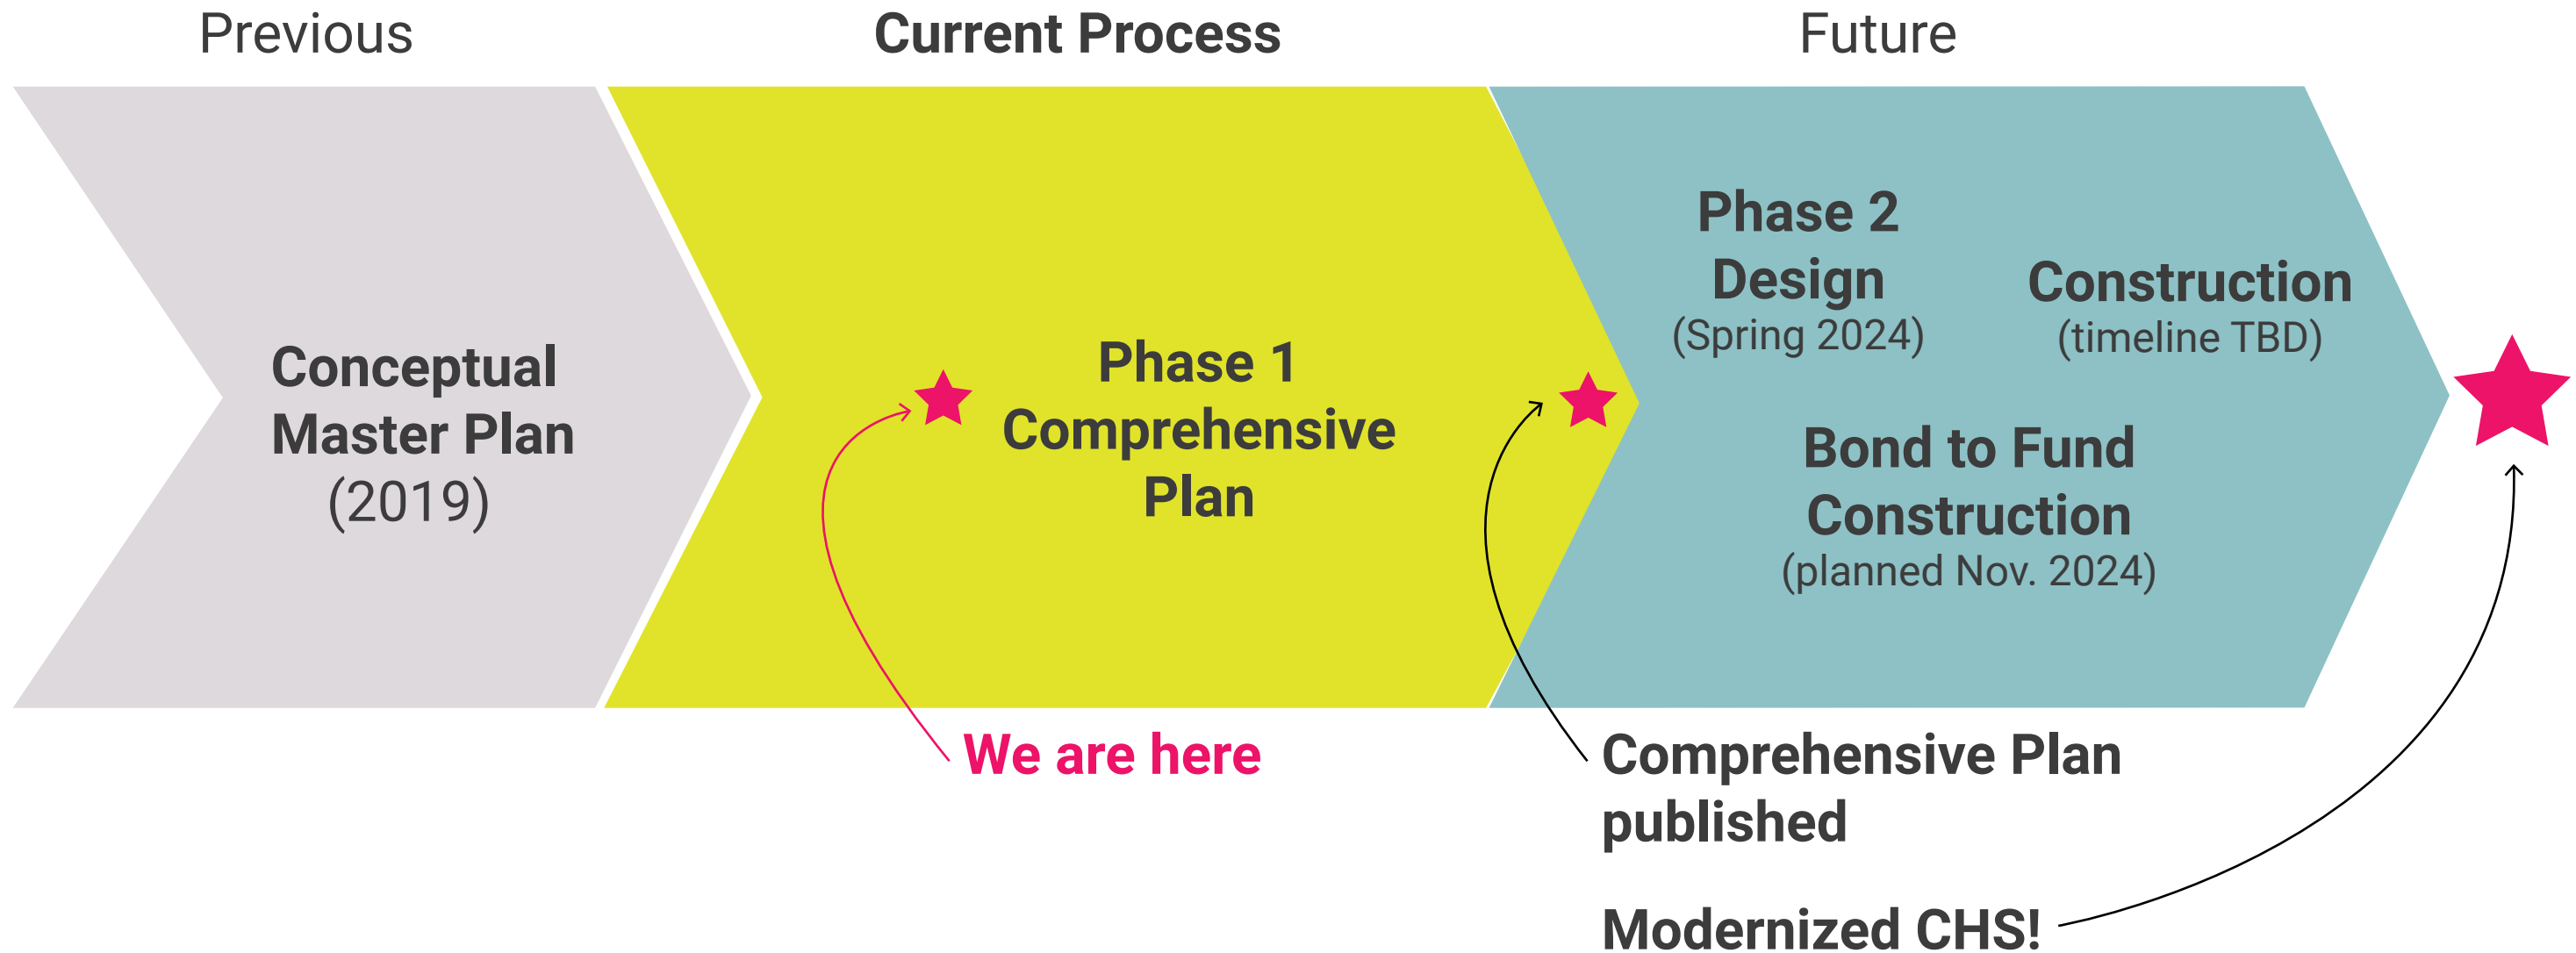 Previous
Current Process
Future
Conceptual
Master Plan
(2019)
Phase 1
Comprehensive
Plan
Phase 2
Design
(Spring 2024)
Construction
(timeline TBD)
Bond to Fund
Construction
(planned Nov. 2024)
We are here
Comprehensive Plan
published
Modernized CHS!